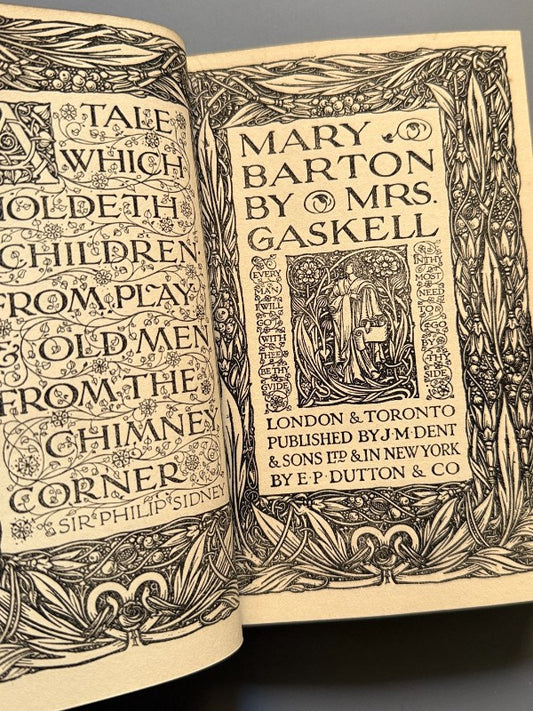 A TALE
WHICH
HOLDETH
CHILDREN
FROM PLAY
& OLD MEN
FROM THE
CHIMNEY
CORNER
SIR PHILIP SIDNEY
MARY
BARTON
BY MRS.
GASKELL
EVERY
MAN
I WILL
GO
WITH
THEE
BE THY
GVIDE
IN THY
MOST
NEED
TO
GO
BY
THY
SIDE
LONDON & TORONTO
PUBLISHED BY J·M·DENT
& SONS LTD & IN NEW YORK
BY E·P·DUTTON & CO